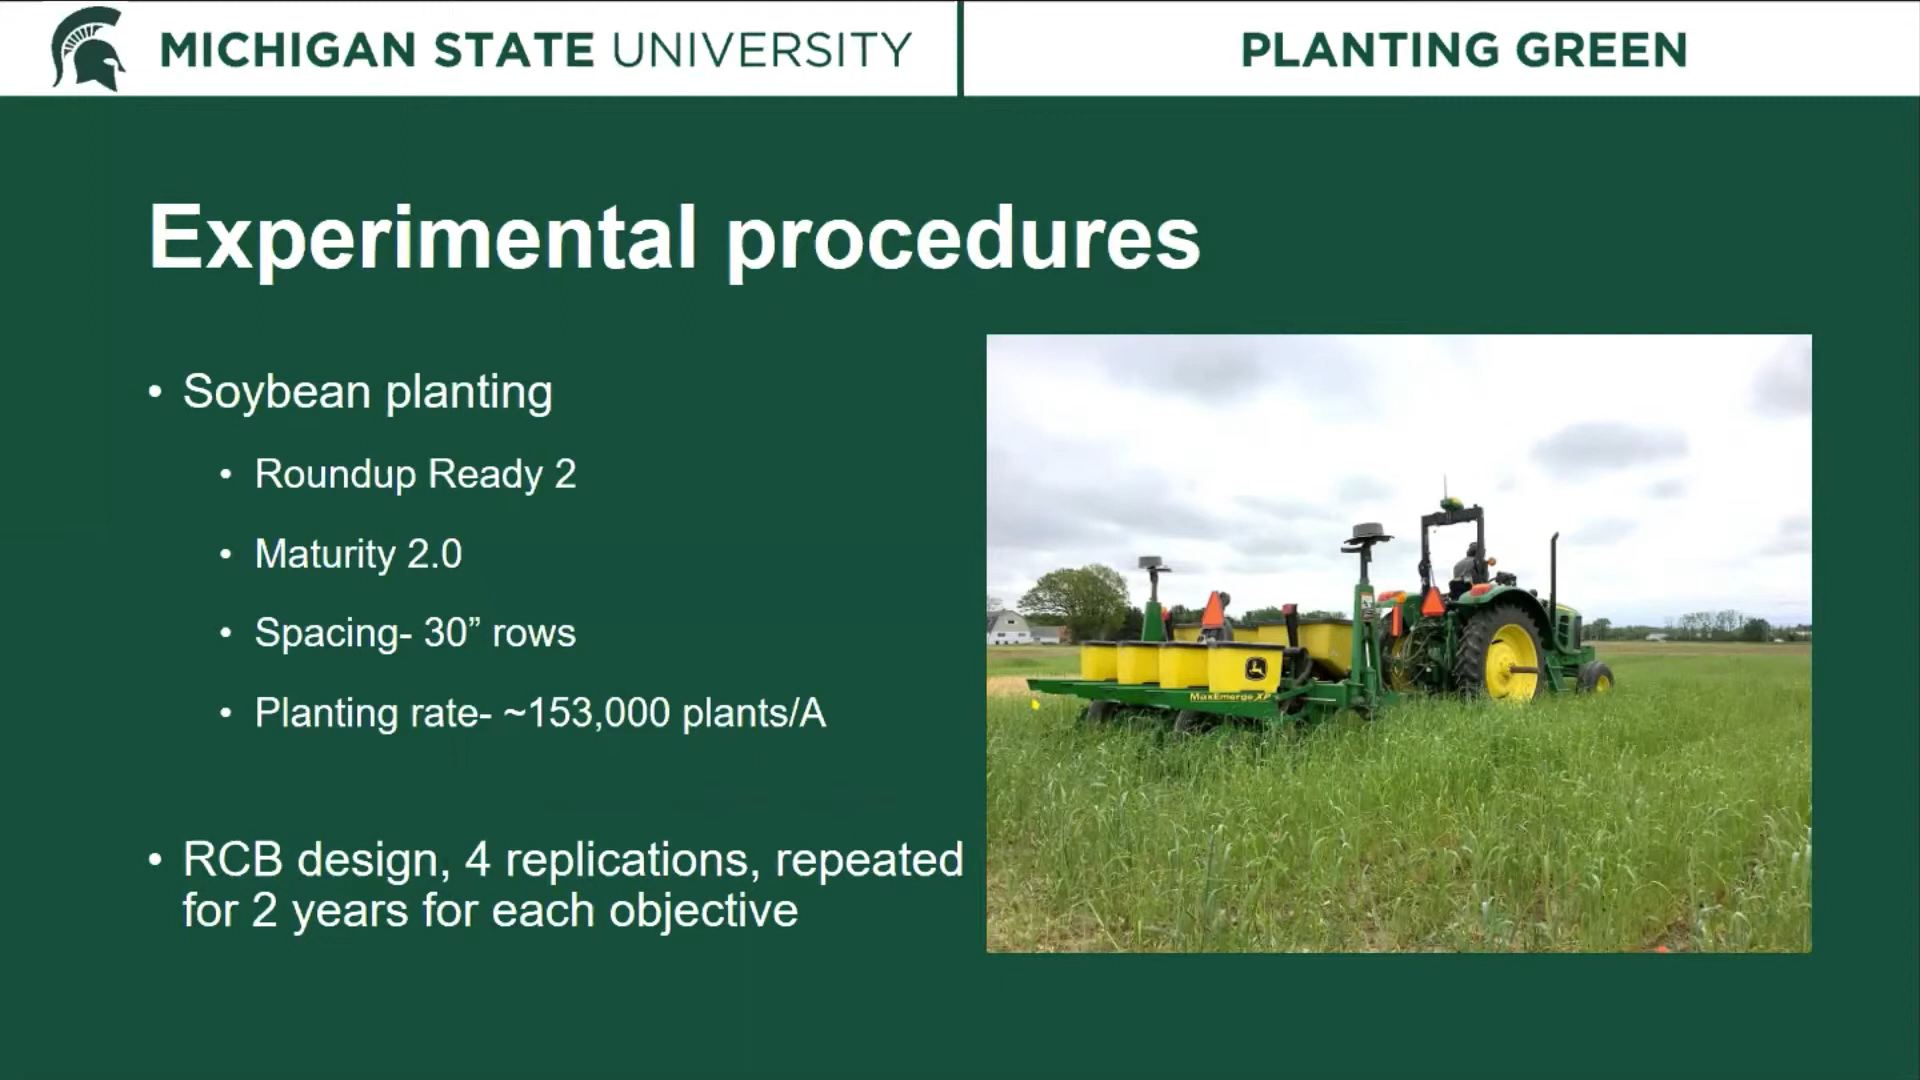 MICHIGAN STATE UNIVERSITY
PLANTING GREEN
Experimental procedures
• Soybean planting
• Roundup Ready 2
• Maturity 2.0
• Spacing- 30” rows
• Planting rate- ~153,000 plants/A
• RCB design, 4 replications, repeated
for 2 years for each objective
MaxEmerge XP